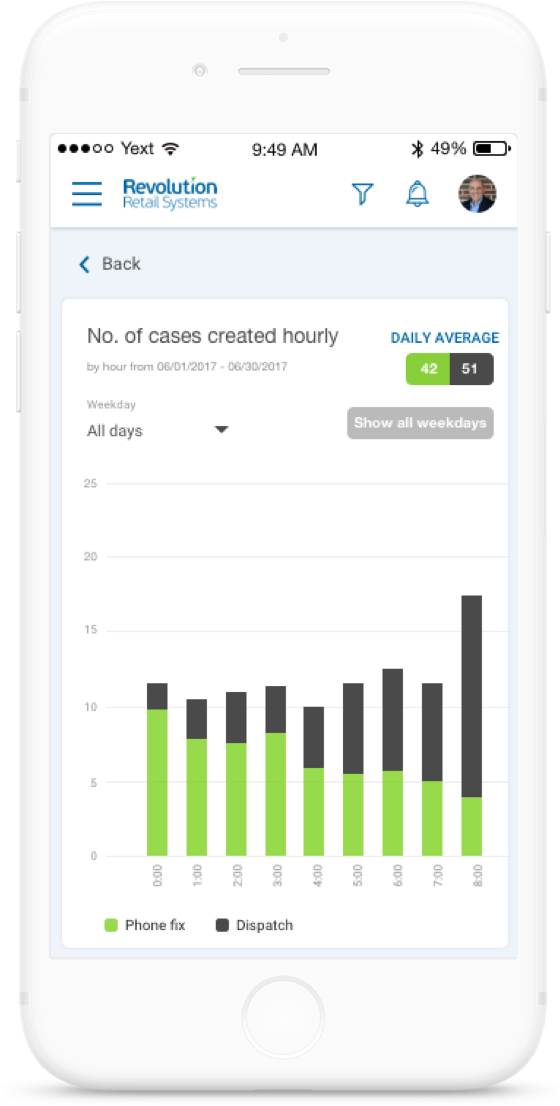 Yext 9:49 AM 49%
Revolution
Retail Systems
Back
No. of cases created hourly
DAILY AVERAGE
by hour from 06/01/2017 - 06/30/2017
42 51
Weekday
All days
Show all weekdays
25
20
15
10
5
0
0:00 1:00 2:00 3:00 4:00 5:00 6:00 7:00 8:00
Phone fix Dispatch